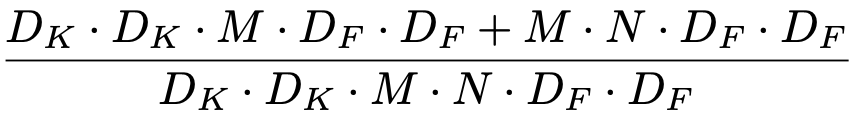 D_K · D_K · M · D_F · D_F + M · N · D_F · D_F
D_K · D_K · M · N · D_F · D_F